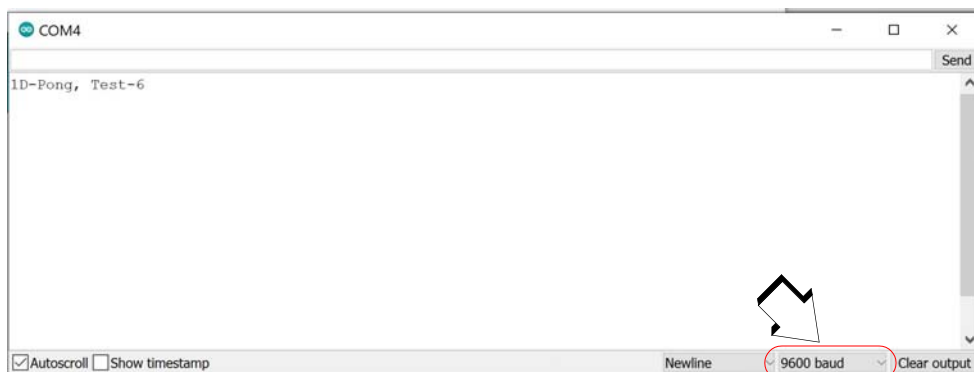 COM4
Send
1D-Pong, Test-6
Autoscroll Show timestamp Newline 9600 baud Clear output